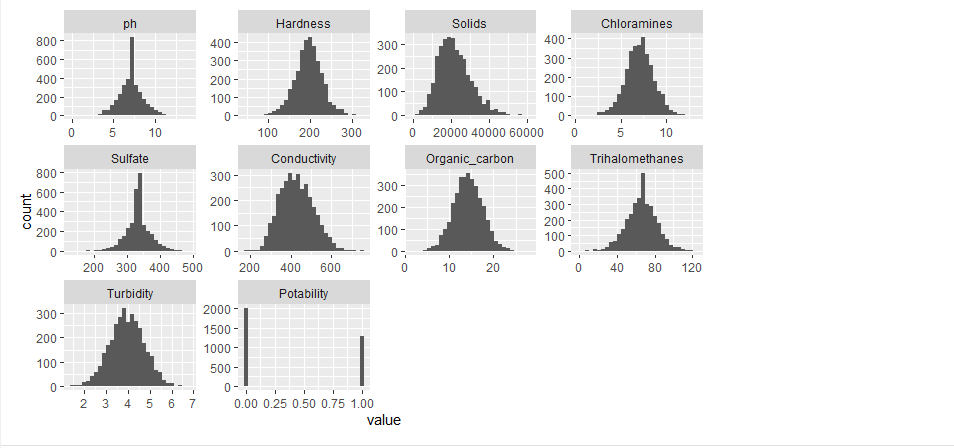 ph Hardness Solids Chloramines
800 600 400 200 0
400 300 200 100 0
300 200 100 0
400 300 200 100 0
0 5 10
100 200 300
0 20000 40000 60000
0 5 10
Sulfate Conductivity Organic_carbon Trihalomethanes
800 600 400 200 0
300 200 100 0
300 200 100 0
500 400 300 200 100 0
200 300 400 500
200 400 600
0 10 20
0 40 80 120
count
Turbidity Potability
300 200 100 0
2000 1500 1000 500 0
2 3 4 5 6 7
0.00 0.25 0.50 0.75 1.00
value